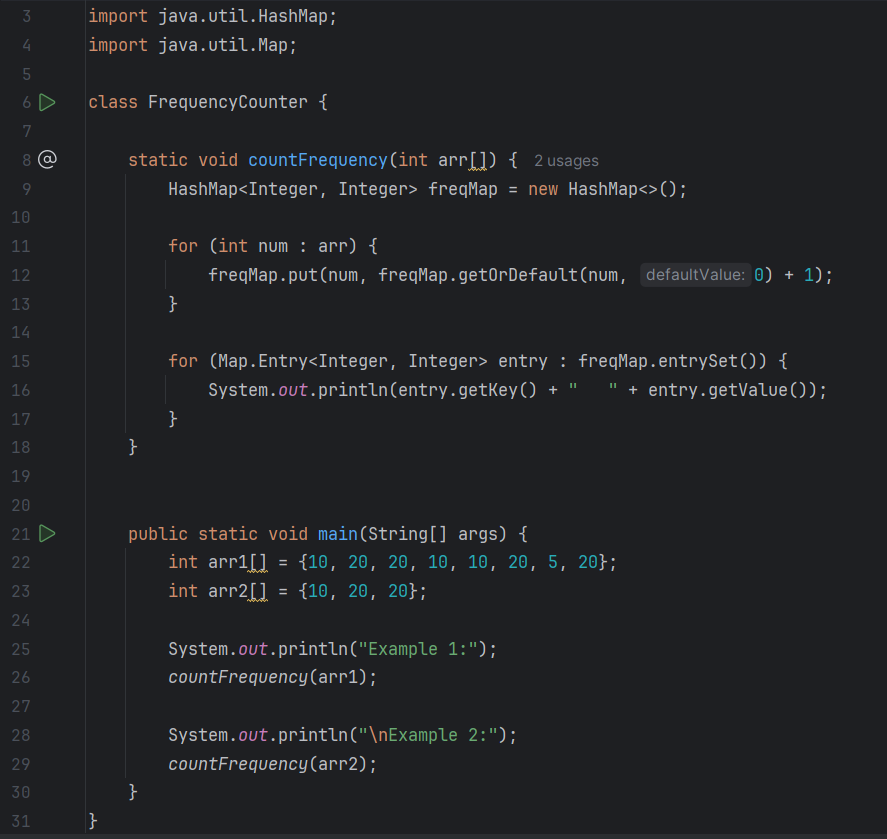 3 import java.util.HashMap;
4 import java.util.Map;
5
6 class FrequencyCounter {
7
8     static void countFrequency(int arr[]) { 2 usages
9         HashMap<Integer, Integer> freqMap = new HashMap<>();
10
11         for (int num : arr) {
12             freqMap.put(num, freqMap.getOrDefault(num, defaultValue: 0) + 1);
13         }
14
15         for (Map.Entry<Integer, Integer> entry : freqMap.entrySet()) {
16             System.out.println(entry.getKey() + "   " + entry.getValue());
17         }
18     }
19
20
21     public static void main(String[] args) {
22         int arr1[] = {10, 20, 20, 10, 10, 20, 5, 20};
23         int arr2[] = {10, 20, 20};
24
25         System.out.println("Example 1:");
26         countFrequency(arr1);
27
28         System.out.println("\nExample 2:");
29         countFrequency(arr2);
30     }
31 }